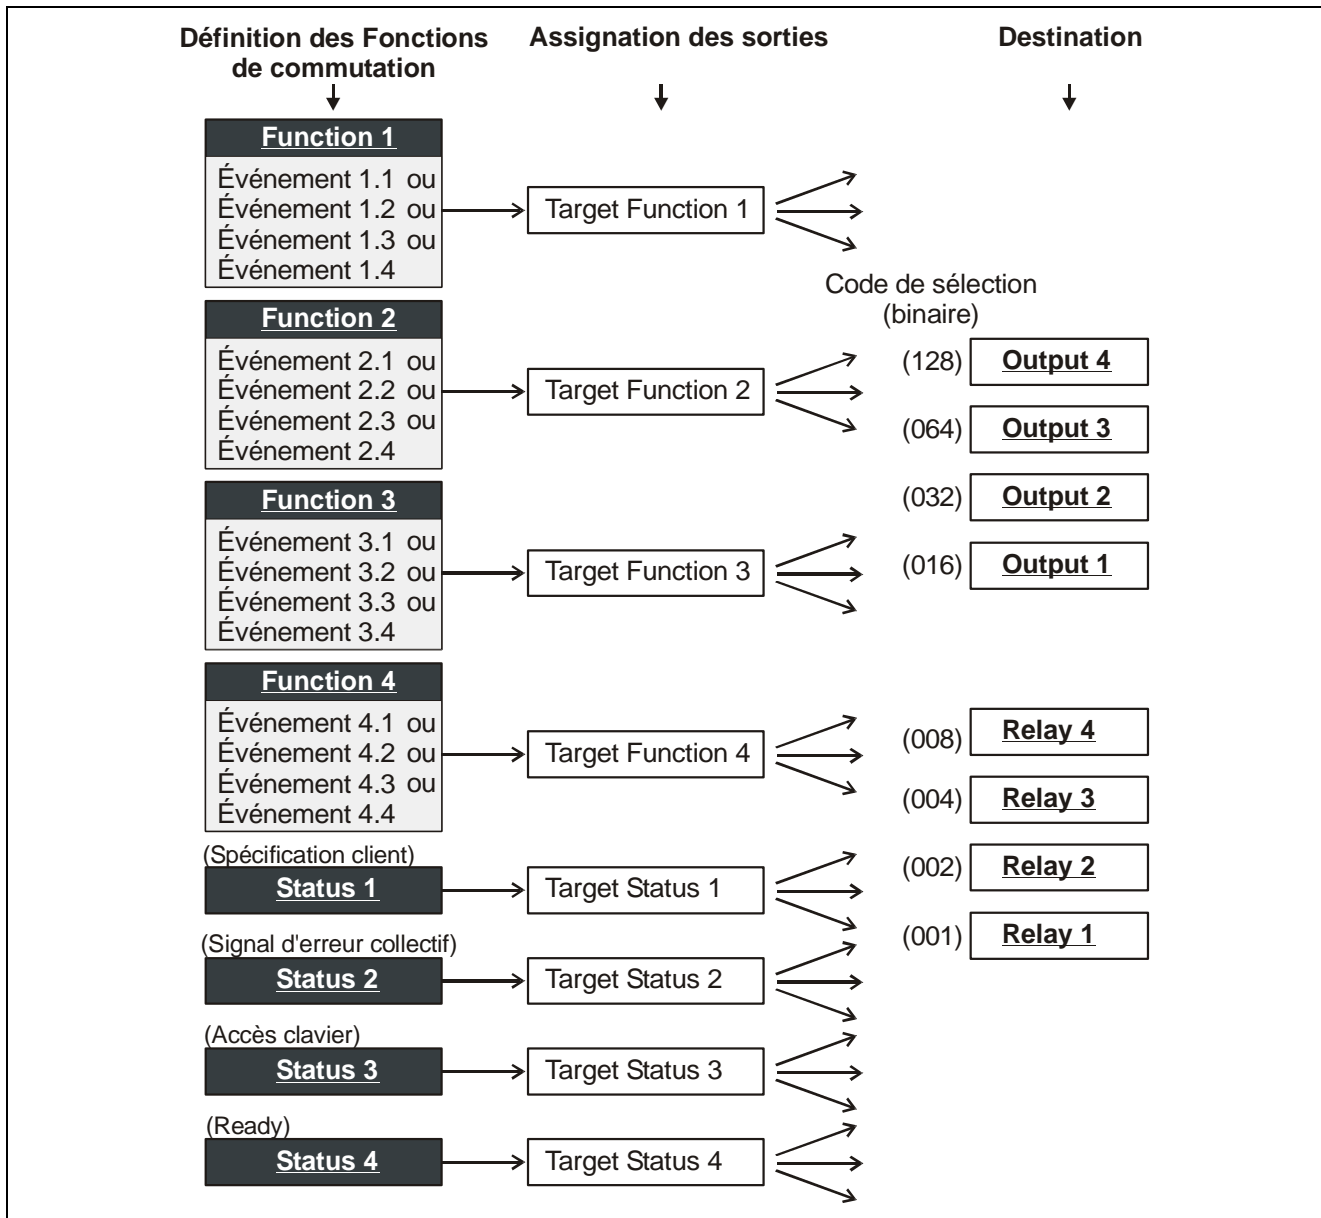 Définition des Fonctions
de commutation
Assignation des sorties
Destination
Function 1
Événement 1.1 ou
Événement 1.2 ou
Événement 1.3 ou
Événement 1.4
Target Function 1
Code de sélection
(binaire)
Function 2
Événement 2.1 ou
Événement 2.2 ou
Événement 2.3 ou
Événement 2.4
Target Function 2
(128) Output 4
(064) Output 3
(032) Output 2
(016) Output 1
Function 3
Événement 3.1 ou
Événement 3.2 ou
Événement 3.3 ou
Événement 3.4
Target Function 3
Function 4
Événement 4.1 ou
Événement 4.2 ou
Événement 4.3 ou
Événement 4.4
Target Function 4
(008) Relay 4
(004) Relay 3
(002) Relay 2
(001) Relay 1
(Spécification client)
Status 1
Target Status 1
(Signal d'erreur collectif)
Status 2
Target Status 2
(Accès clavier)
Status 3
Target Status 3
(Ready)
Status 4
Target Status 4